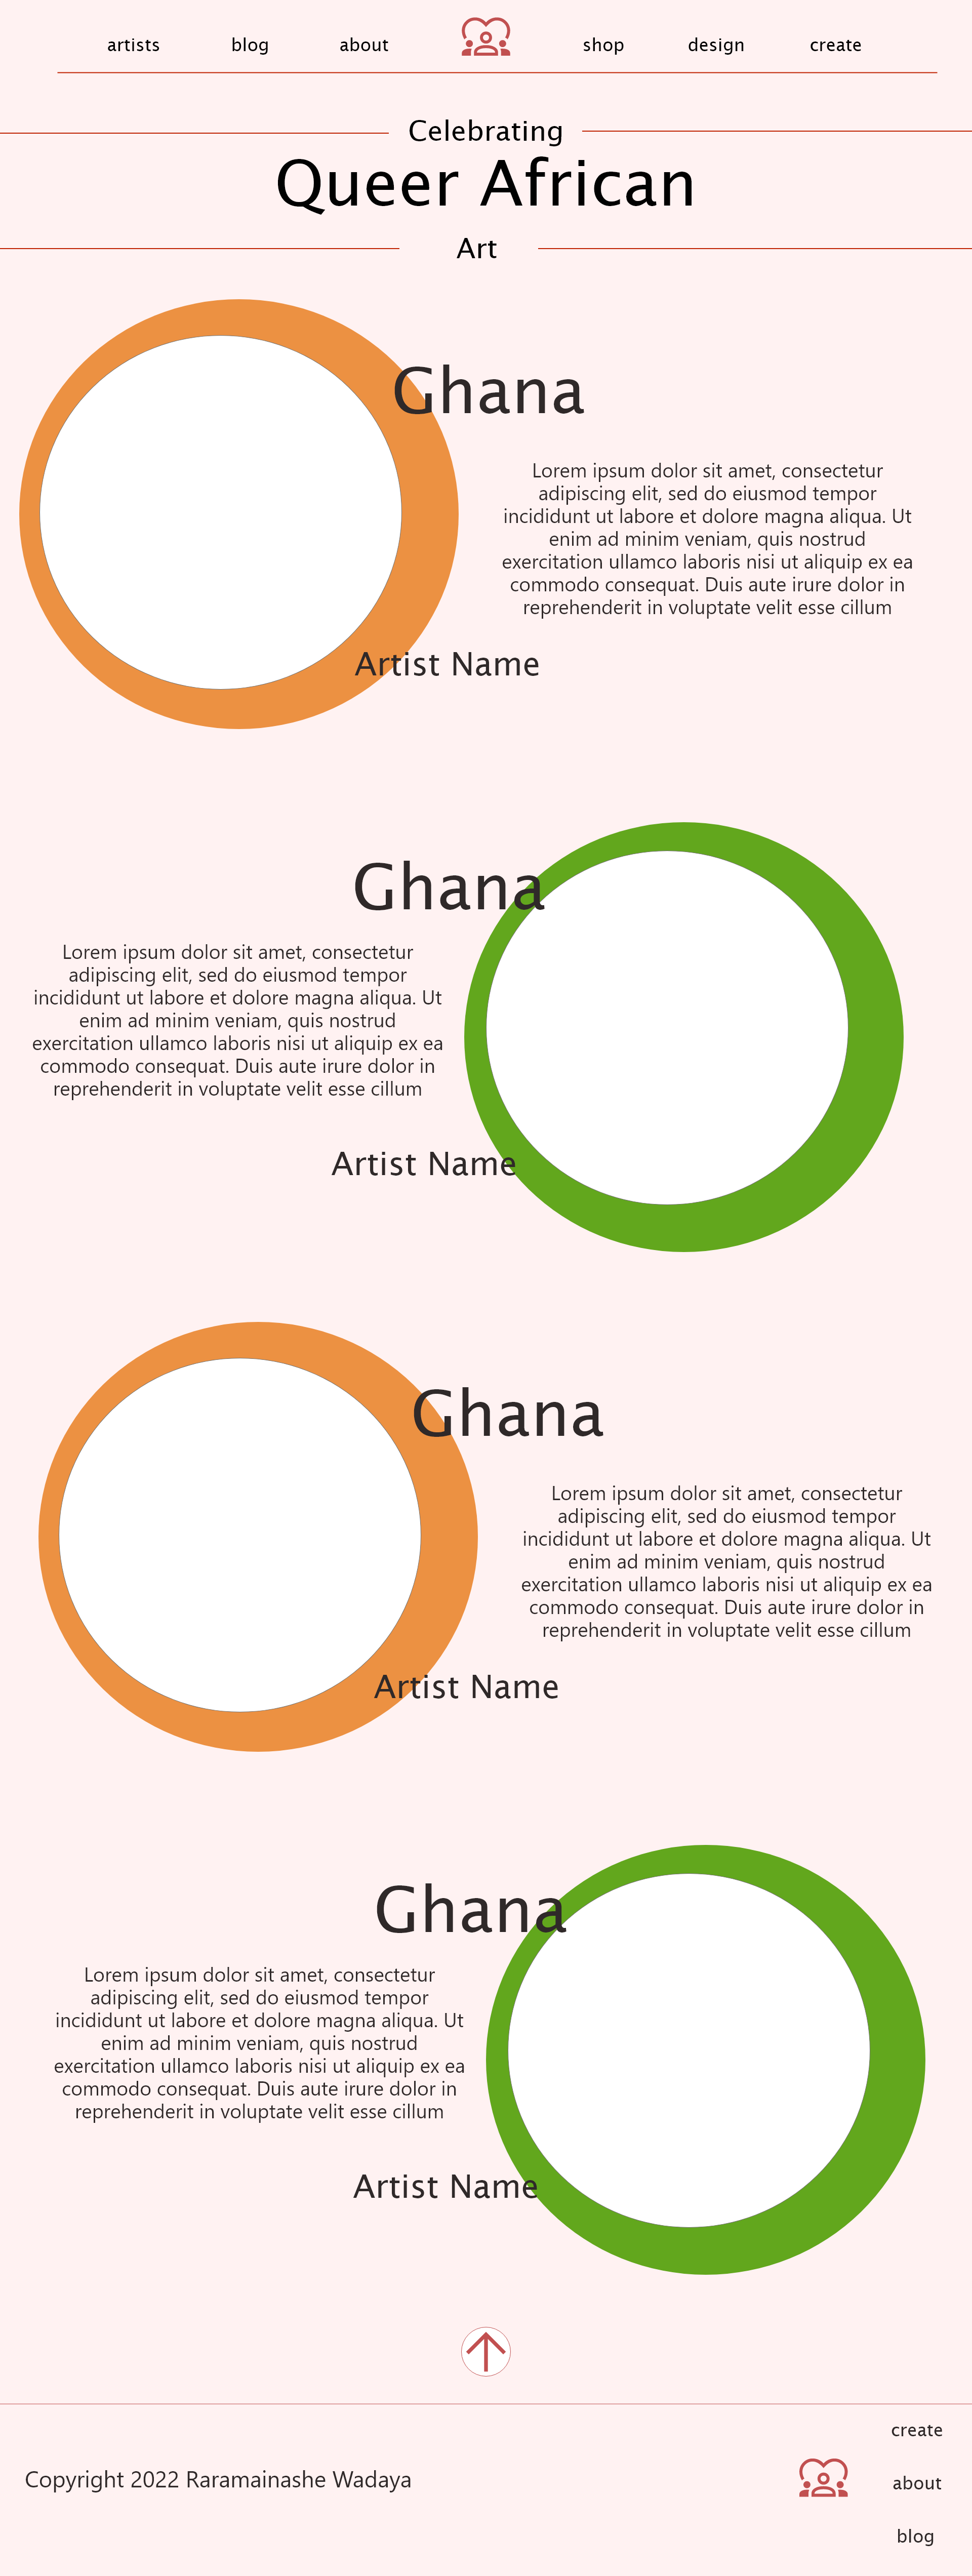 artists blog about shop design create
Celebrating
Queer African
Art
Ghana
Lorem ipsum dolor sit amet, consectetur
adipiscing elit, sed do eiusmod tempor
incididunt ut labore et dolore magna aliqua. Ut
enim ad minim veniam, quis nostrud
exercitation ullamco laboris nisi ut aliquip ex ea
commodo consequat. Duis aute irure dolor in
reprehenderit in voluptate velit esse cillum
Artist Name
Ghana
Lorem ipsum dolor sit amet, consectetur
adipiscing elit, sed do eiusmod tempor
incididunt ut labore et dolore magna aliqua. Ut
enim ad minim veniam, quis nostrud
exercitation ullamco laboris nisi ut aliquip ex ea
commodo consequat. Duis aute irure dolor in
reprehenderit in voluptate velit esse cillum
Artist Name
Ghana
Lorem ipsum dolor sit amet, consectetur
adipiscing elit, sed do eiusmod tempor
incididunt ut labore et dolore magna aliqua. Ut
enim ad minim veniam, quis nostrud
exercitation ullamco laboris nisi ut aliquip ex ea
commodo consequat. Duis aute irure dolor in
reprehenderit in voluptate velit esse cillum
Artist Name
Ghana
Lorem ipsum dolor sit amet, consectetur
adipiscing elit, sed do eiusmod tempor
incididunt ut labore et dolore magna aliqua. Ut
enim ad minim veniam, quis nostrud
exercitation ullamco laboris nisi ut aliquip ex ea
commodo consequat. Duis aute irure dolor in
reprehenderit in voluptate velit esse cillum
Artist Name
Copyright 2022 Raramainashe Wadaya
create
about
blog